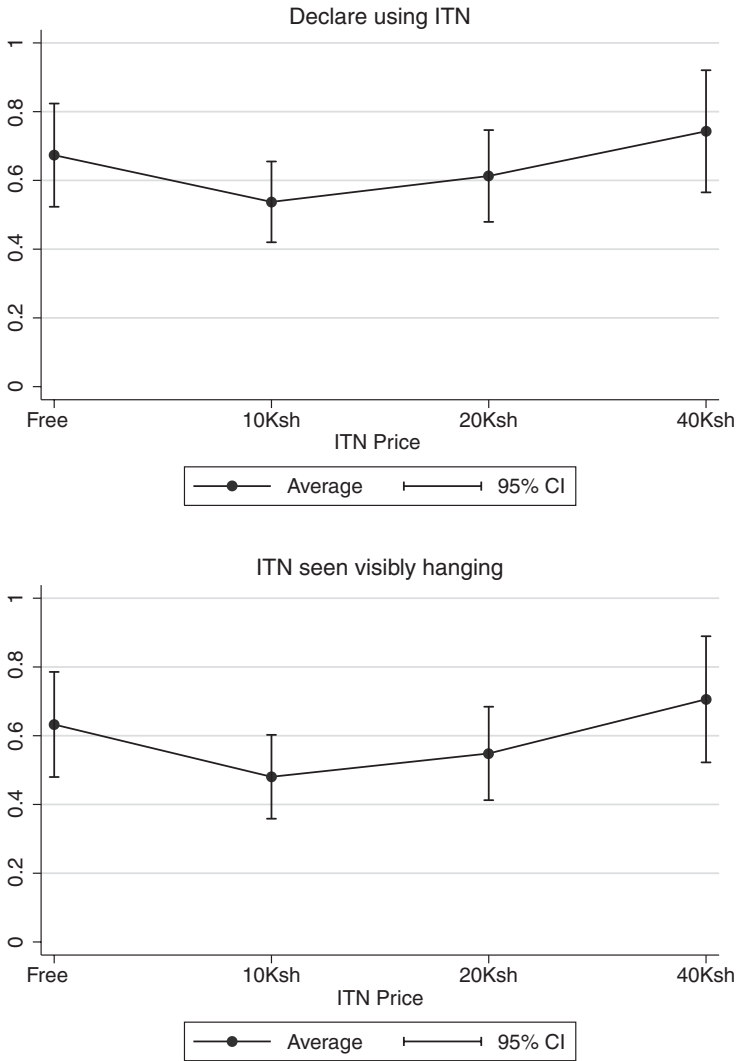 Declare using ITN
1
0.8
0.6
0.4
0.2
0
Free 10Ksh 20Ksh 40Ksh
ITN Price
Average 95% CI
ITN seen visibly hanging
1
0.8
0.6
0.4
0.2
0
Free 10Ksh 20Ksh 40Ksh
ITN Price
Average 95% CI